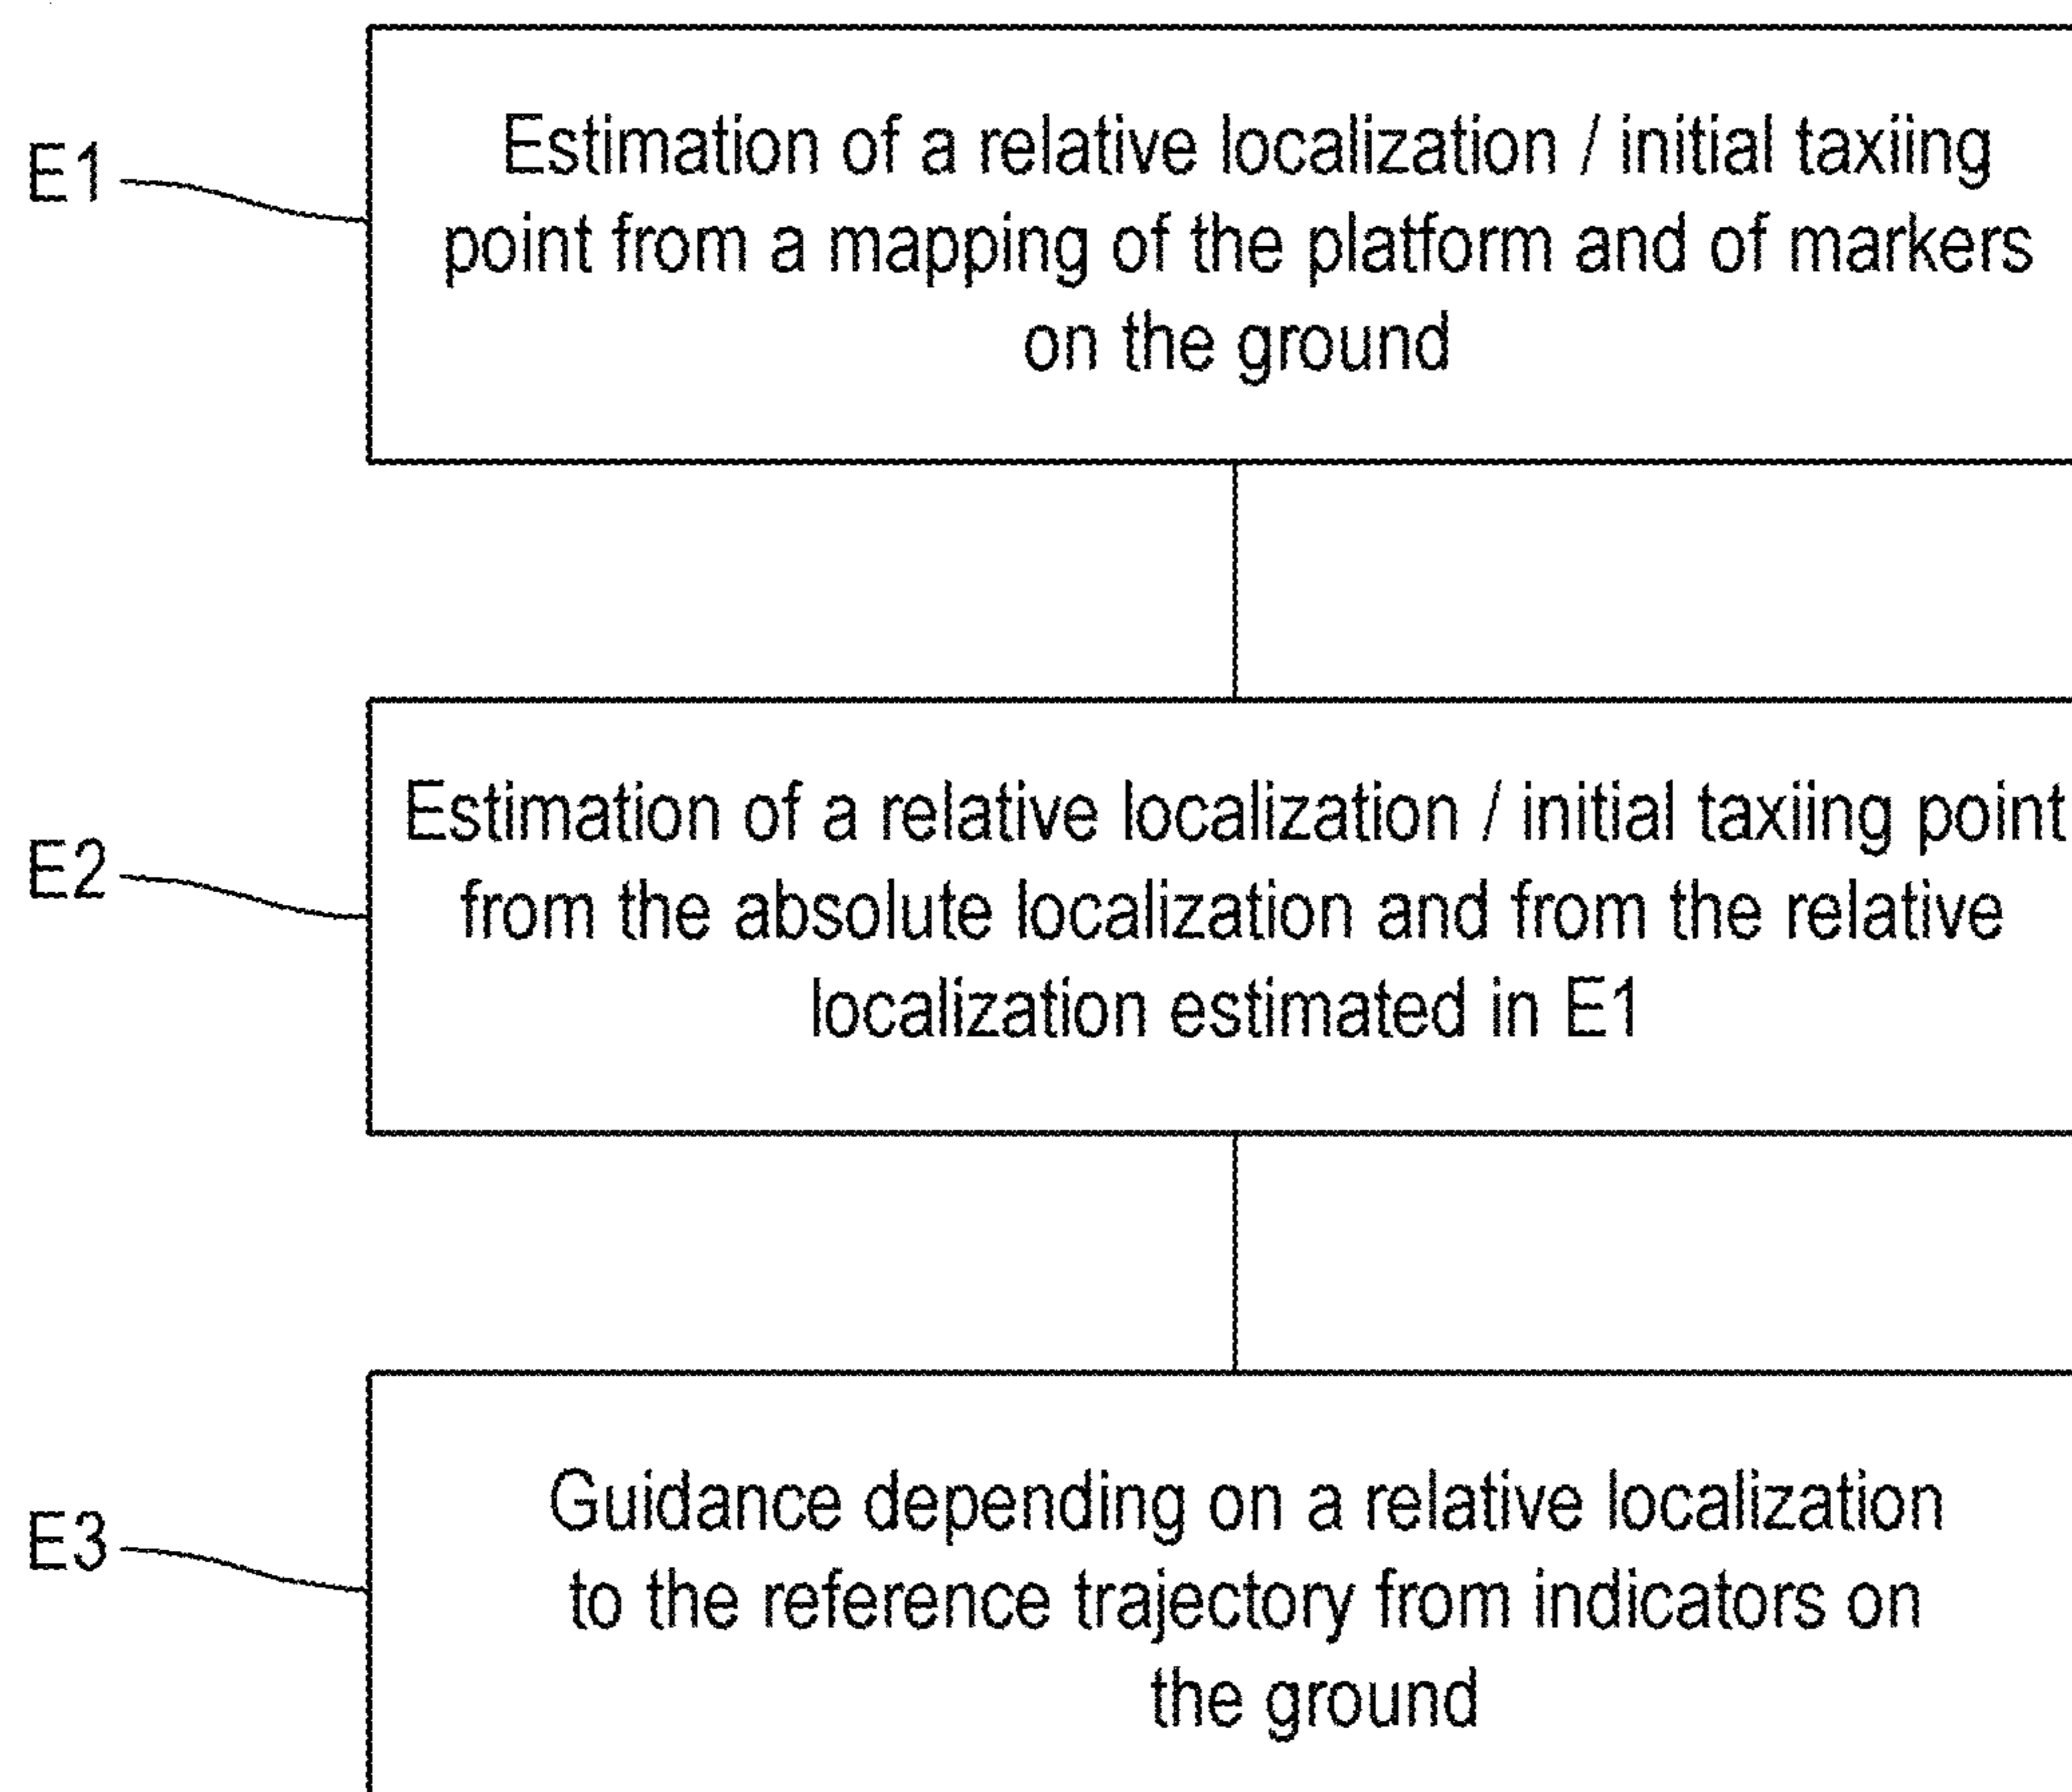 E1
Estimation of a relative localization / initial taxiing
point from a mapping of the platform and of markers
on the ground
E2
Estimation of a relative localization / initial taxiing point
from the absolute localization and from the relative
localization estimated in E1
E3
Guidance depending on a relative localization
to the reference trajectory from indicators on
the ground